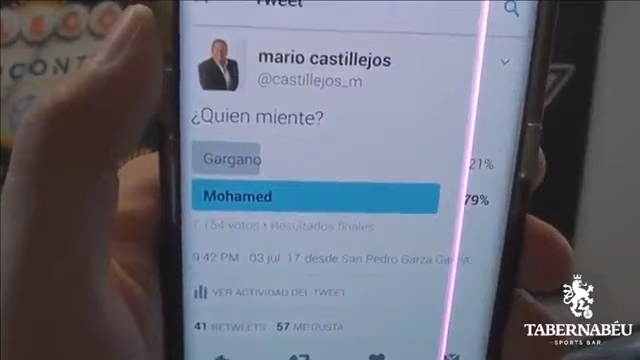 Tweet
mario castillejos
@castillejos_m
¿Quien miente?
Gargano
21%
Mohamed
79%
votos • Resultados finales
9:42 PM 03 jul. 17 desde San Pedro Garza
VER ACTIVIDAD DEL TWEET
41 RETWEETS 57 ME GUSTA
TABERNABÉU
SPORTS BAR